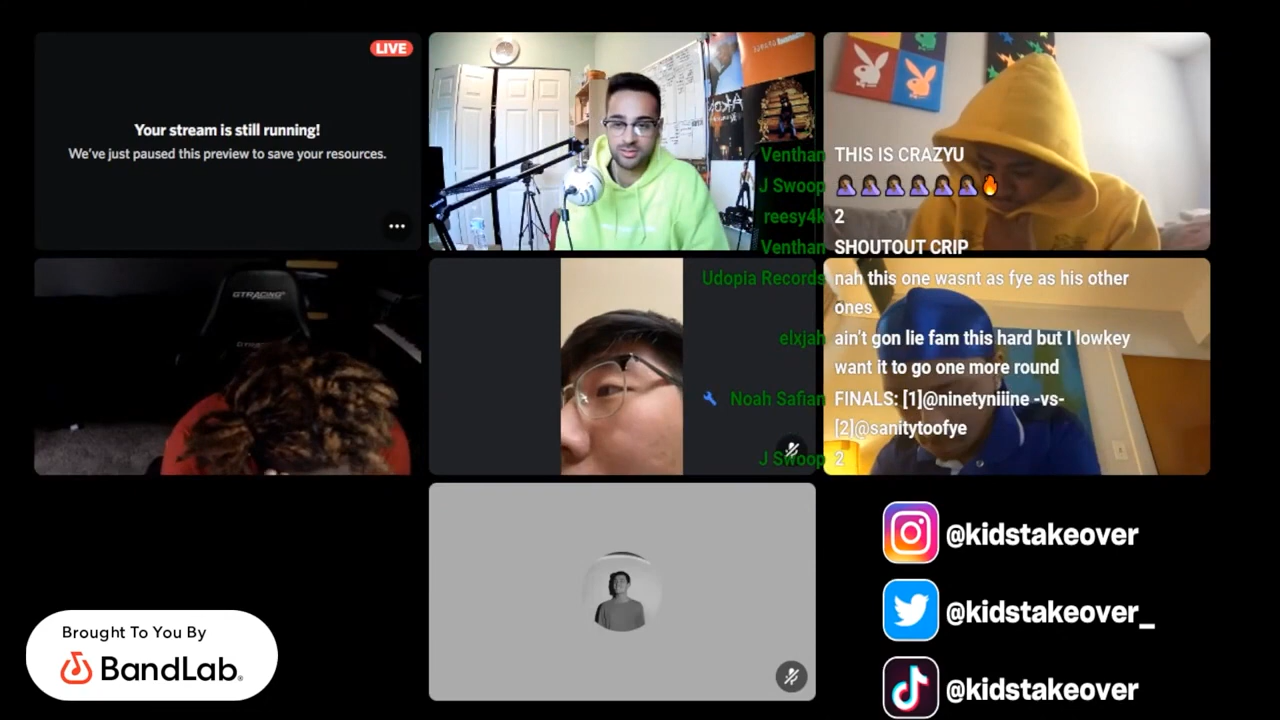 LIVE
Your stream is still running!
We've just paused this preview to save your resources.
Venthan THIS IS CRAZYU
J Swoop 🤦🏾‍♀️🤦🏾‍♀️🤦🏾‍♀️🤦🏾‍♀️🤦🏾‍♀️🤦🏾‍♀️🔥
reesy4k 2
Venthan SHOUTOUT CRIP
Udopia Records nah this one wasnt as fye as his other
ones
elxjah ain't gon lie fam this hard but I lowkey
want it to go one more round
Noah Safian FINALS: [1]@ninetyniiine -vs-
[2]@sanitytoofye
J Swoop 2
GTRACING
@kidstakeover
@kidstakeover_
@kidstakeover
Brought To You By
BandLab®